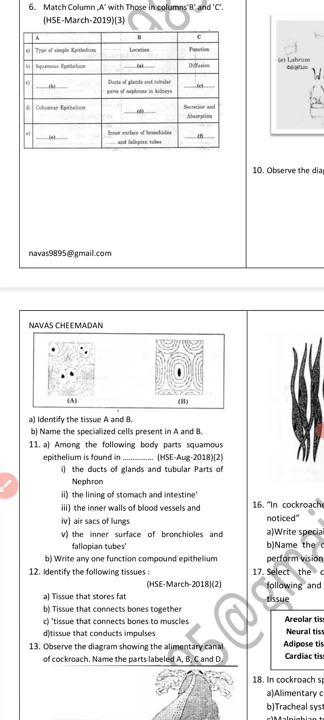 6. Match Column ,A' with Those in columns'B' and 'C'.
(HSE-March-2019)(3)
A B C
a) Type of simple Epithelium Location Function
b) Squamous Epithelium ......(a)...... Diffusion
c) ......(b)...... Ducts of glands and tubular parts of nephrons in kidneys ......(c)......
d) Columnar Epithelium ......(d)...... Secretion and Absorption
e) ......(e)...... Inner surface of bronchioles and fallopian tubes ......(f)......
navas9895@gmail.com
(e) Labrum
10. Observe the dia
NAVAS CHEEMADAN
(A) (B)
a) Identify the tissue A and B.
b) Name the specialized cells present in A and B.
11. a) Among the following body parts squamous
epithelium is found in ............. (HSE-Aug-2018)(2)
i) the ducts of glands and tubular Parts of
Nephron
ii) the lining of stomach and intestine'
iii) the inner walls of blood vessels and
iv) air sacs of lungs
v) the inner surface of bronchioles and
fallopian tubes'
b) Write any one function compound epithelium
12. Identify the following tissues :
(HSE-March-2018)(2)
a) Tissue that stores fat
b) Tissue that connects bones together
c) 'tissue that connects bones to muscles
d)tissue that conducts impulses
13. Observe the diagram showing the alimentary canal
of cockroach. Name the parts labeled A, B, C and D.
16. "In cockroache
noticed"
a)Write special
b)Name the
perform vision
17. Select the c
following and
tissue
Areolar tis
Neural tiss
Adipose tis
Cardiac tis
18. In cockroach sp
a)Alimentary c
b)Tracheal syst